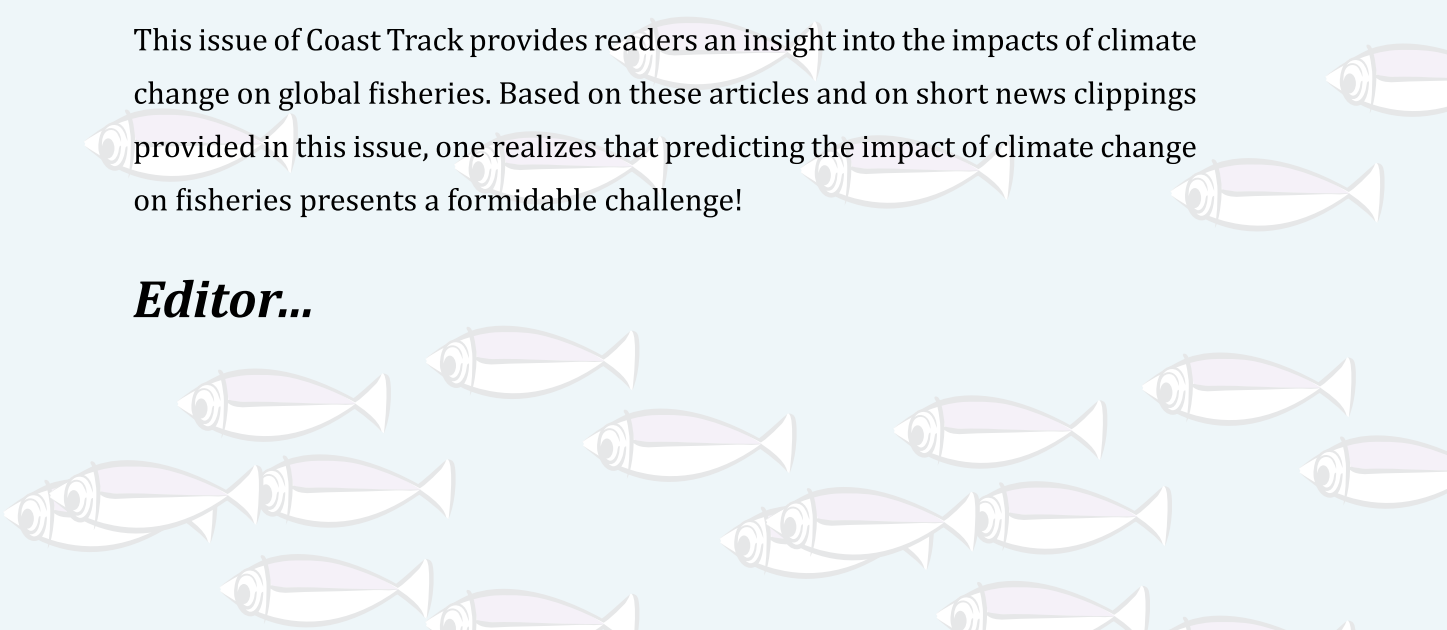 This issue of Coast Track provides readers an insight into the impacts of climate
change on global fisheries. Based on these articles and on short news clippings
provided in this issue, one realizes that predicting the impact of climate change
on fisheries presents a formidable challenge!
Editor...